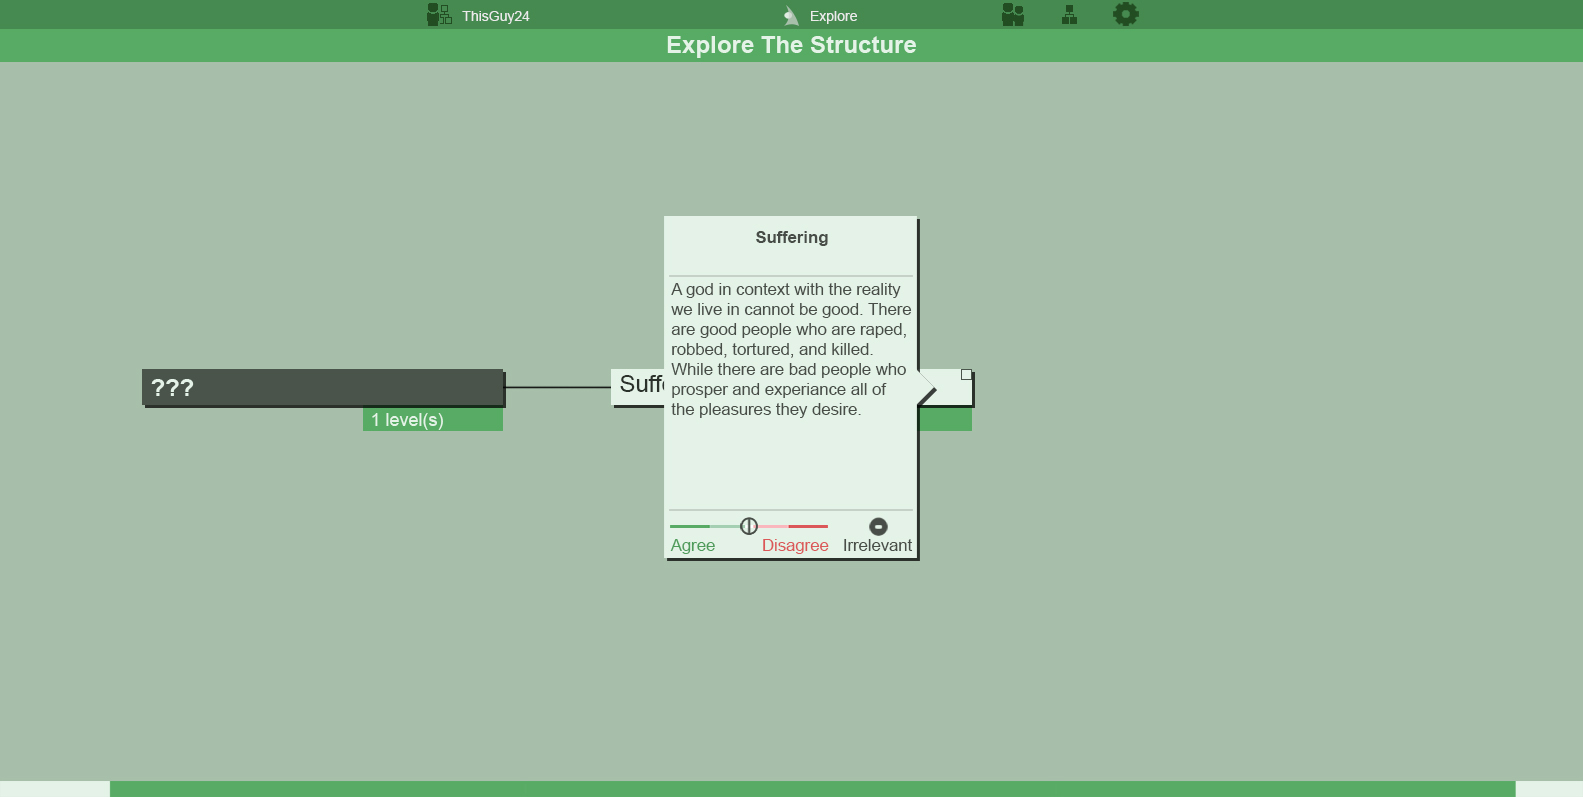 ThisGuy24
Explore
Explore The Structure
Suffering
A god in context with the reality
we live in cannot be good. There
are good people who are raped,
robbed, tortured, and killed.
While there are bad people who
prosper and experiance all of
the pleasures they desire.
???
Suffe
1 level(s)
Agree
Disagree
Irrelevant